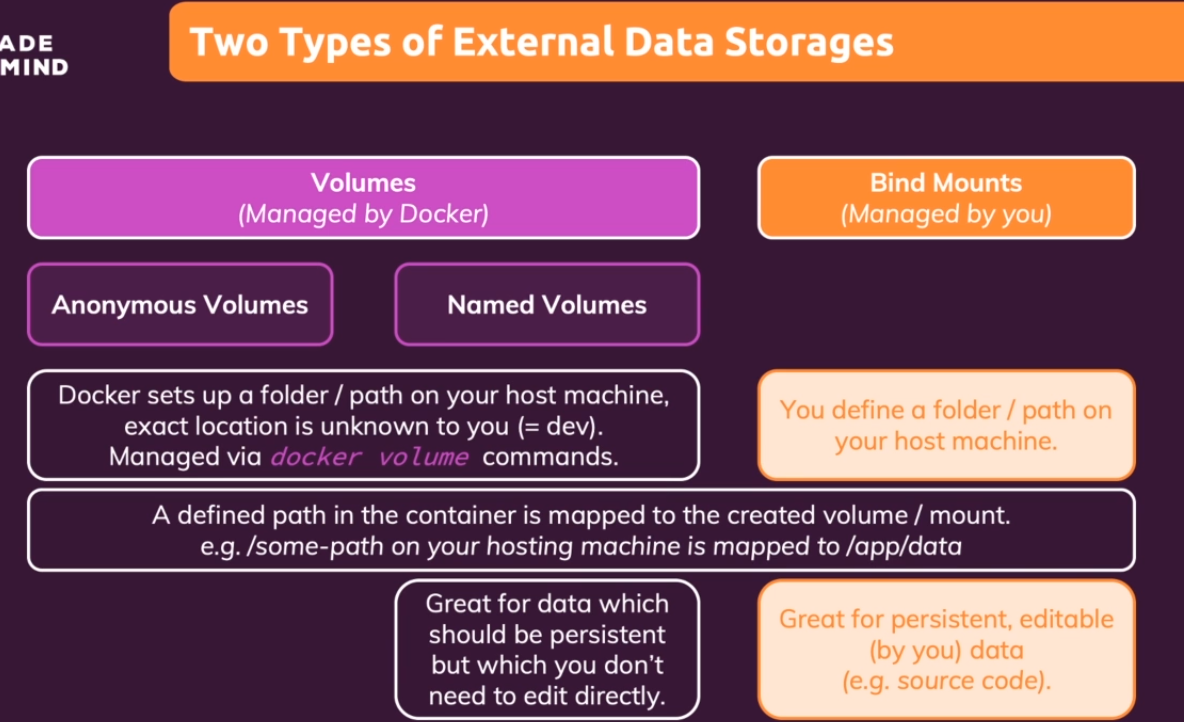 ADE
MIND
Two Types of External Data Storages
Volumes
(Managed by Docker)
Bind Mounts
(Managed by you)
Anonymous Volumes
Named Volumes
Docker sets up a folder / path on your host machine,
exact location is unknown to you (= dev).
Managed via docker volume commands.
You define a folder / path on
your host machine.
A defined path in the container is mapped to the created volume / mount.
e.g. /some-path on your hosting machine is mapped to /app/data
Great for data which
should be persistent
but which you don’t
need to edit directly.
Great for persistent, editable
(by you) data
(e.g. source code).